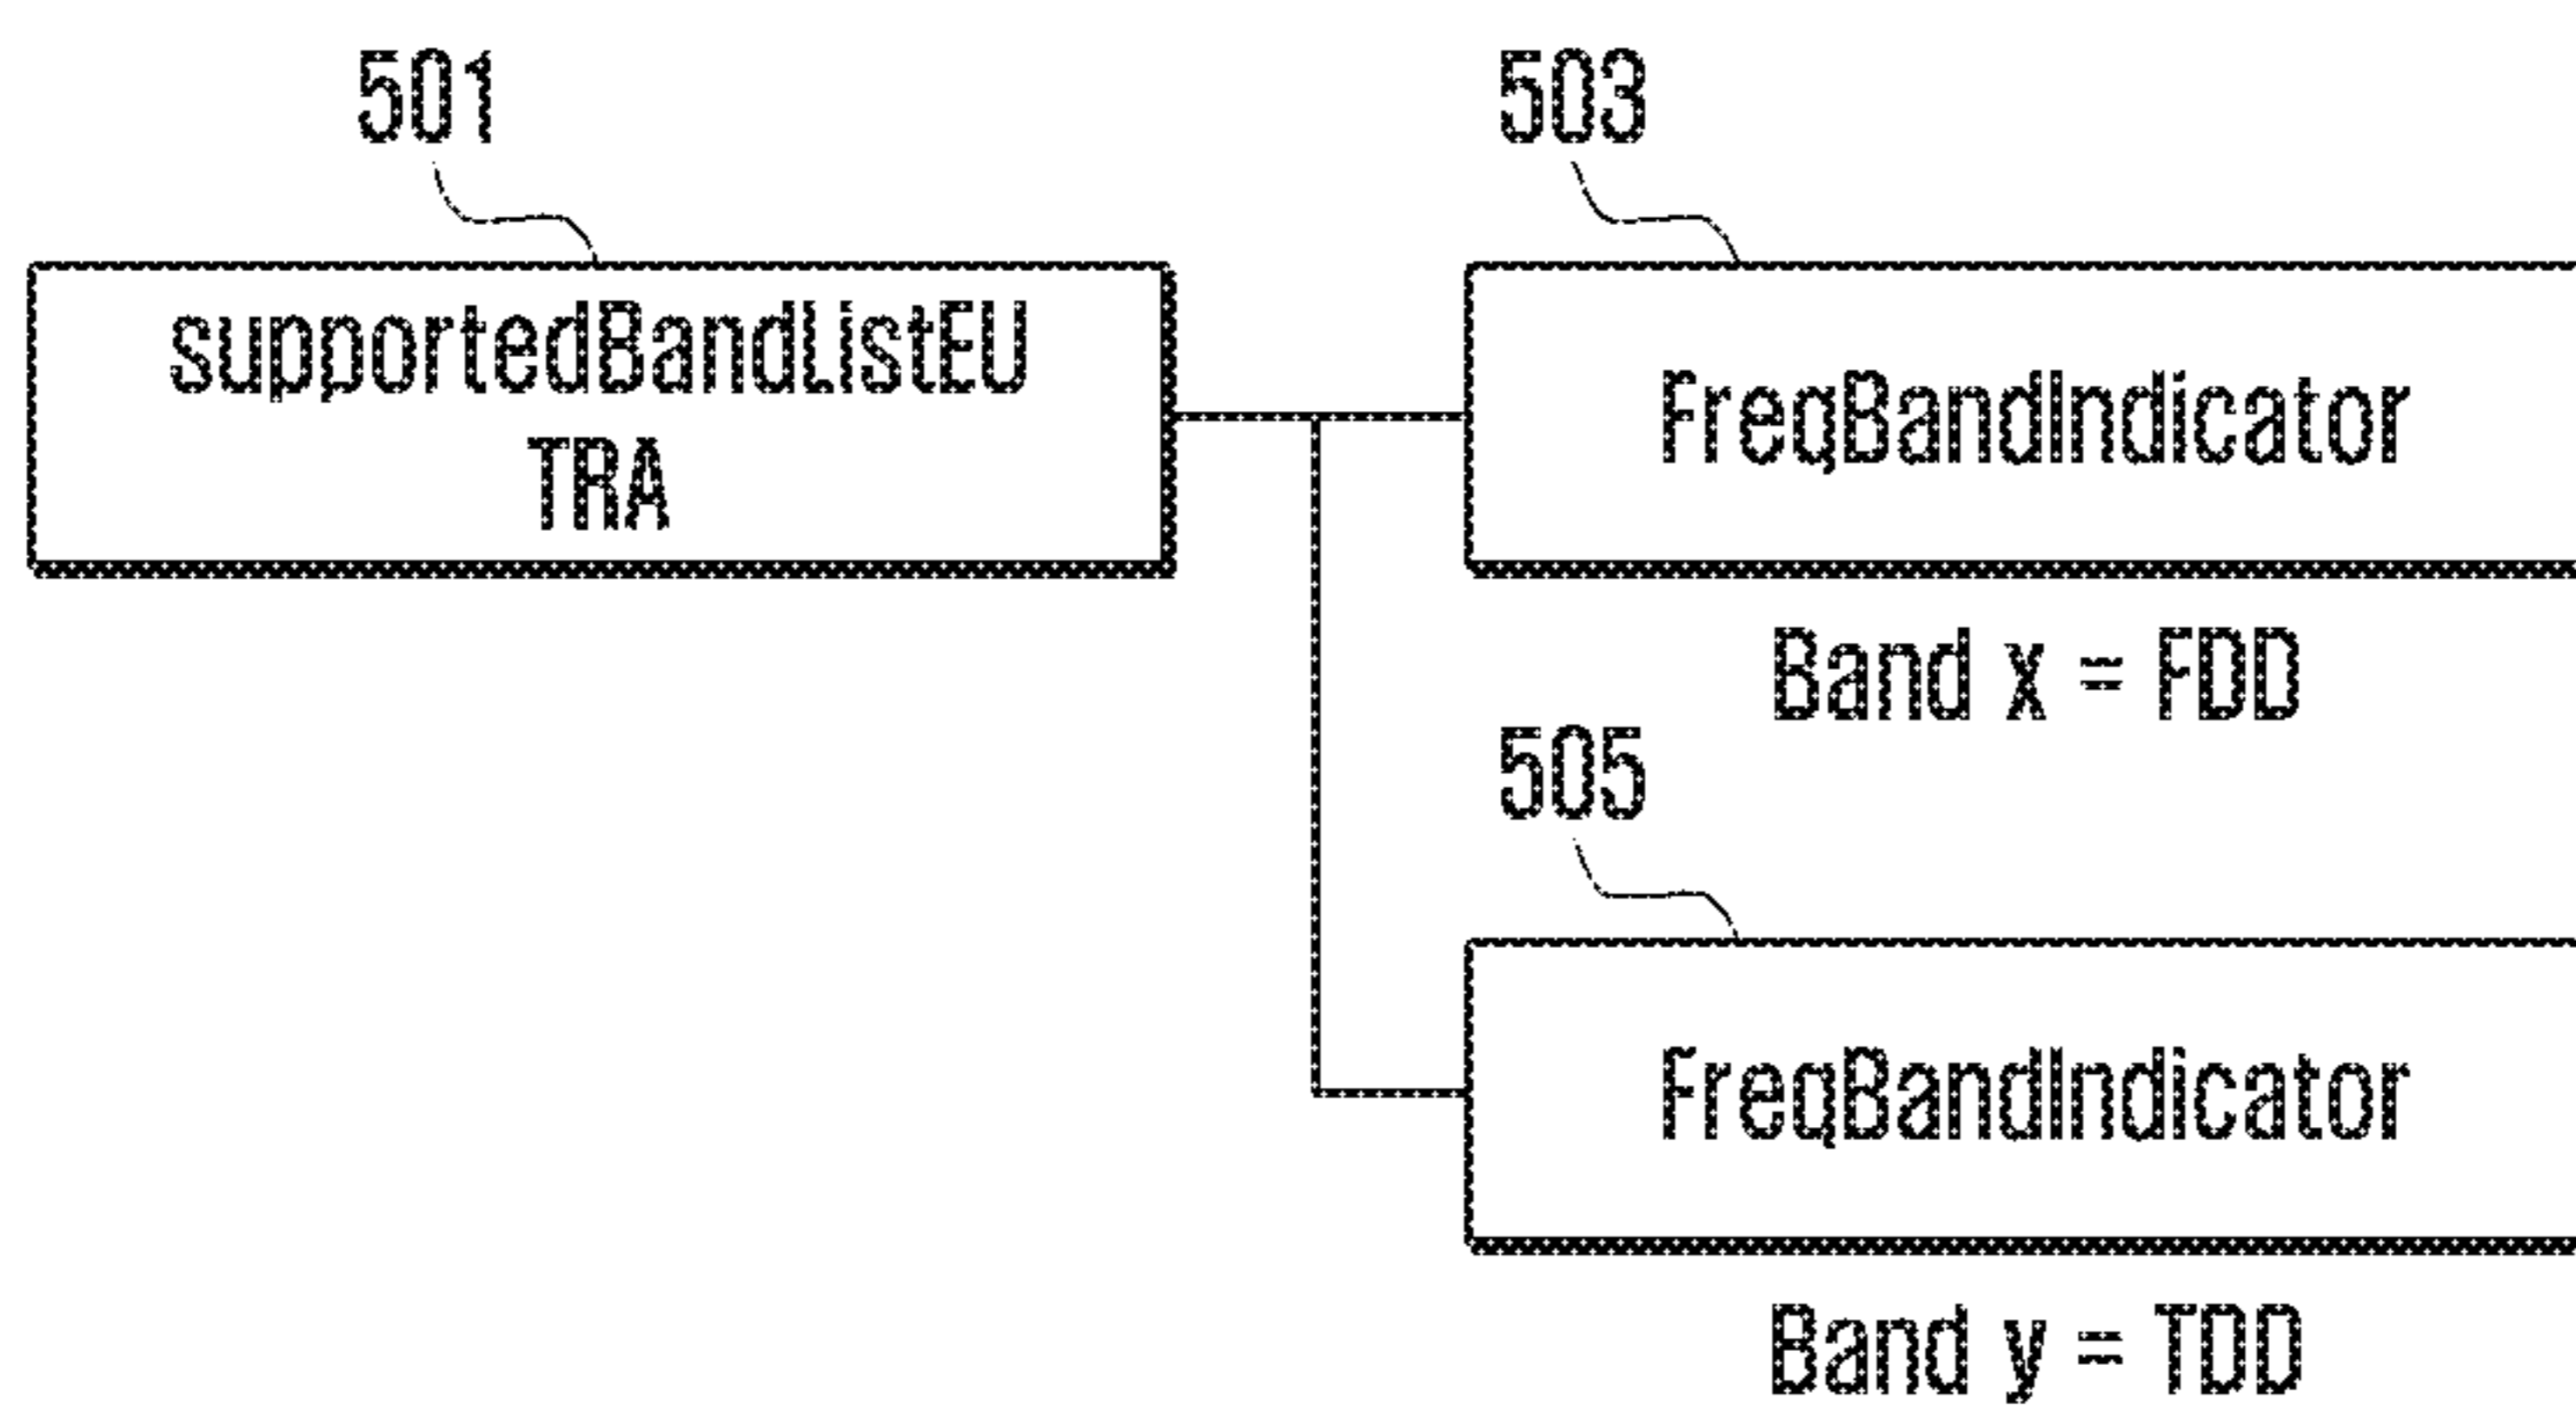 501
503
supportedBandListEU
TRA
FreqBandIndicator
Band x = FDD
505
FreqBandIndicator
Band y = TDD